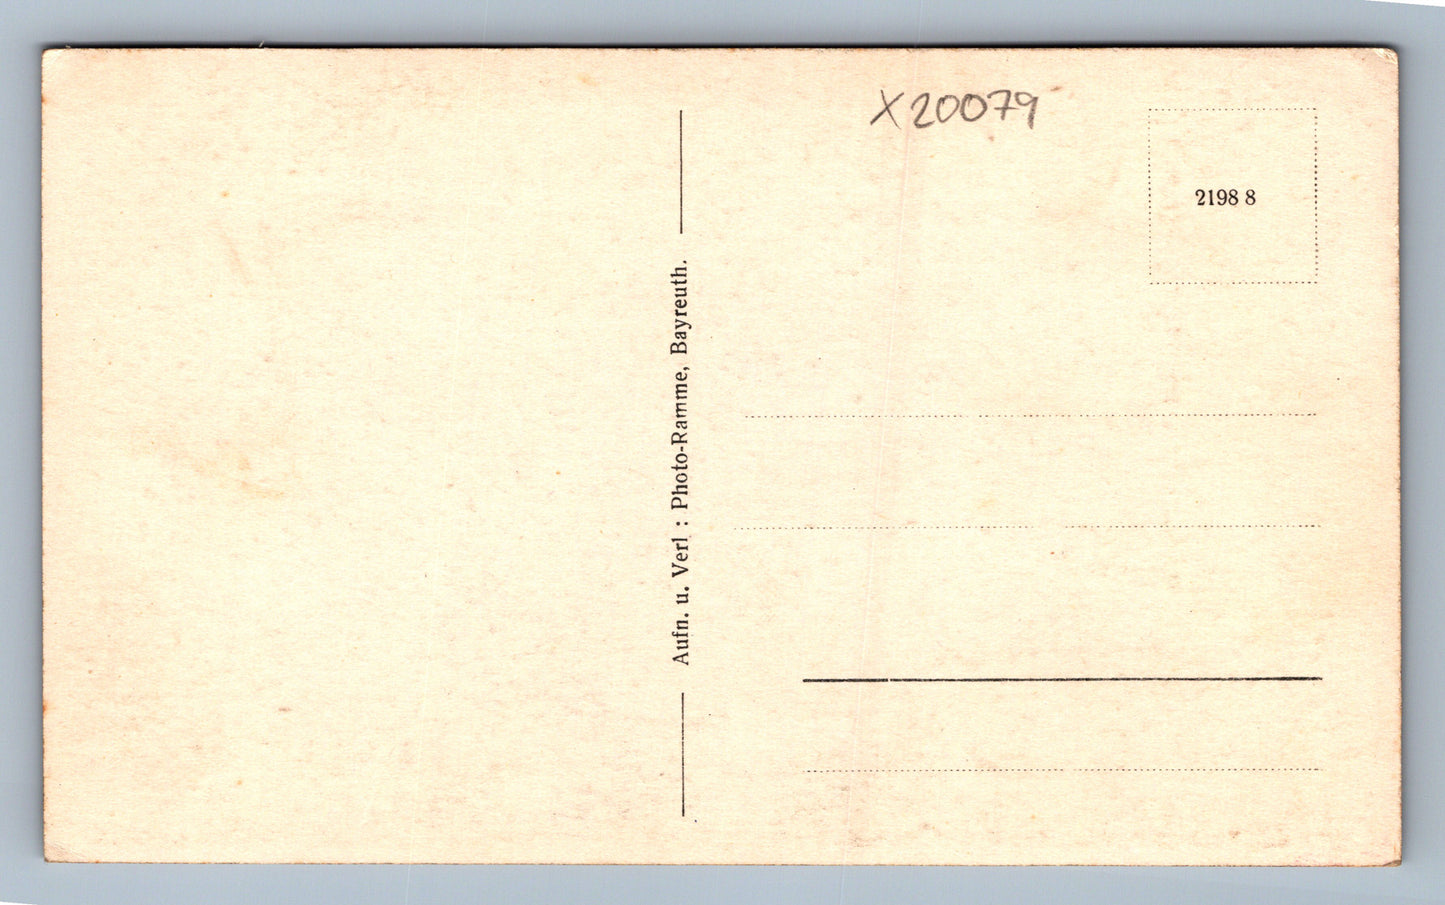 X20079
2198 8
Aufn. u. Verl : Photo-Ramme, Bayreuth.